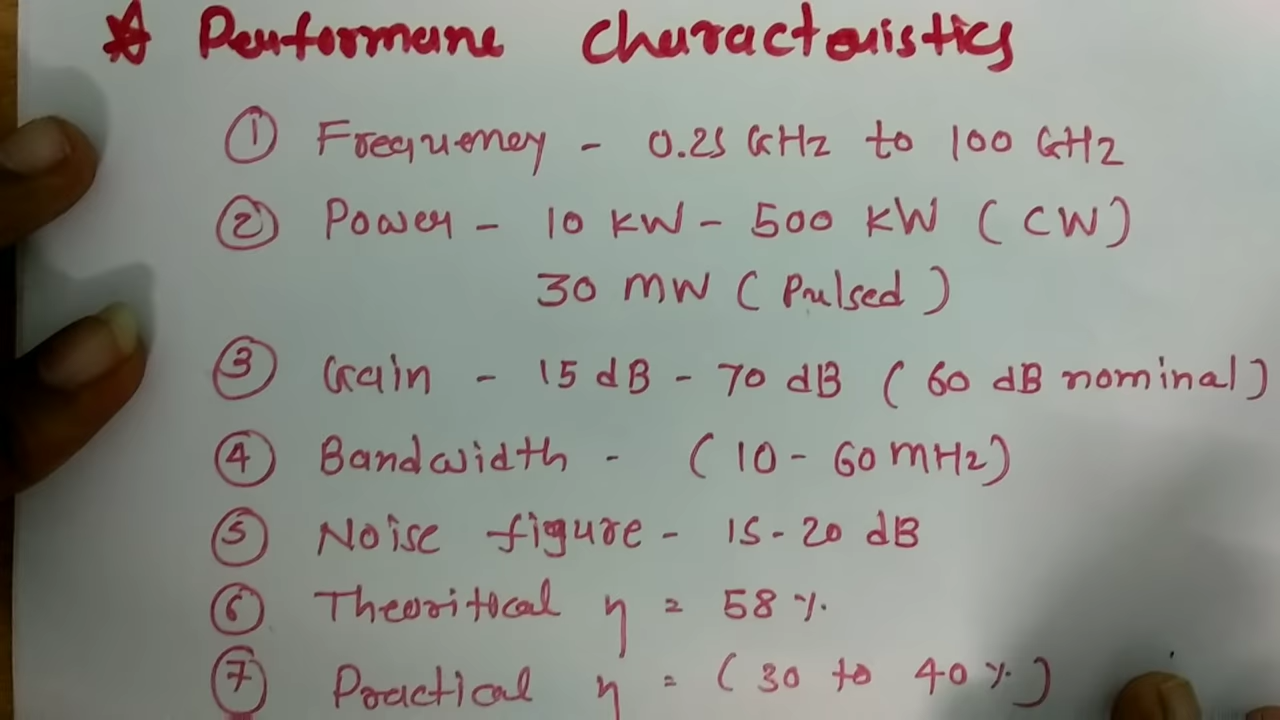 ☆ Performane Characteristics
① Frequency - 0.25 GHz to 100 GHz
② Power - 10 KW - 500 KW (CW)
30 MW (Pulsed)
③ Gain - 15 dB - 70 dB (60 dB nominal)
④ Bandwidth - (10 - 60 MHz)
⑤ Noise figure - 15-20 dB
⑥ Theoritical η = 58 %.
⑦ Practical η = (30 to 40 %.)